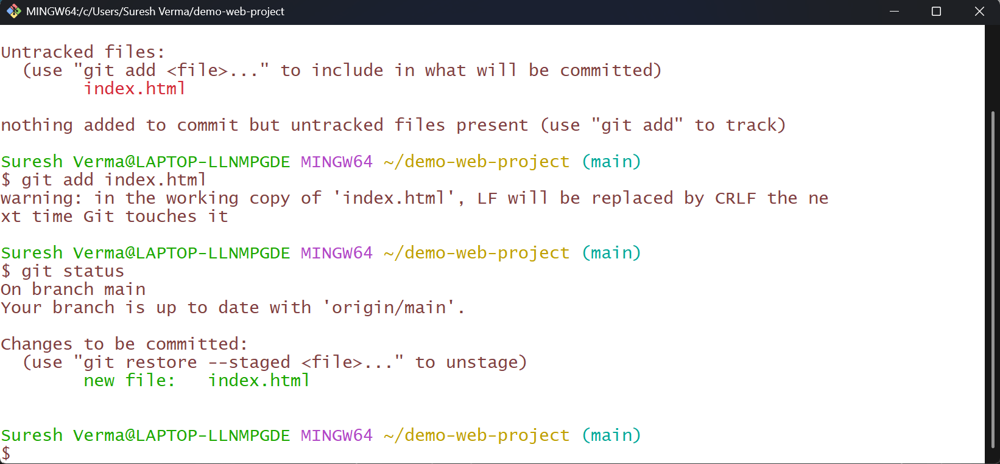 MINGW64:/c/Users/Suresh Verma/demo-web-project
Untracked files:
  (use "git add <file>..." to include in what will be committed)
        index.html
nothing added to commit but untracked files present (use "git add" to track)
Suresh Verma@LAPTOP-LLNMPGDE MINGW64 ~/demo-web-project (main)
$ git add index.html
warning: in the working copy of 'index.html', LF will be replaced by CRLF the ne
xt time Git touches it
Suresh Verma@LAPTOP-LLNMPGDE MINGW64 ~/demo-web-project (main)
$ git status
On branch main
Your branch is up to date with 'origin/main'.
Changes to be committed:
  (use "git restore --staged <file>..." to unstage)
        new file:   index.html
Suresh Verma@LAPTOP-LLNMPGDE MINGW64 ~/demo-web-project (main)
$